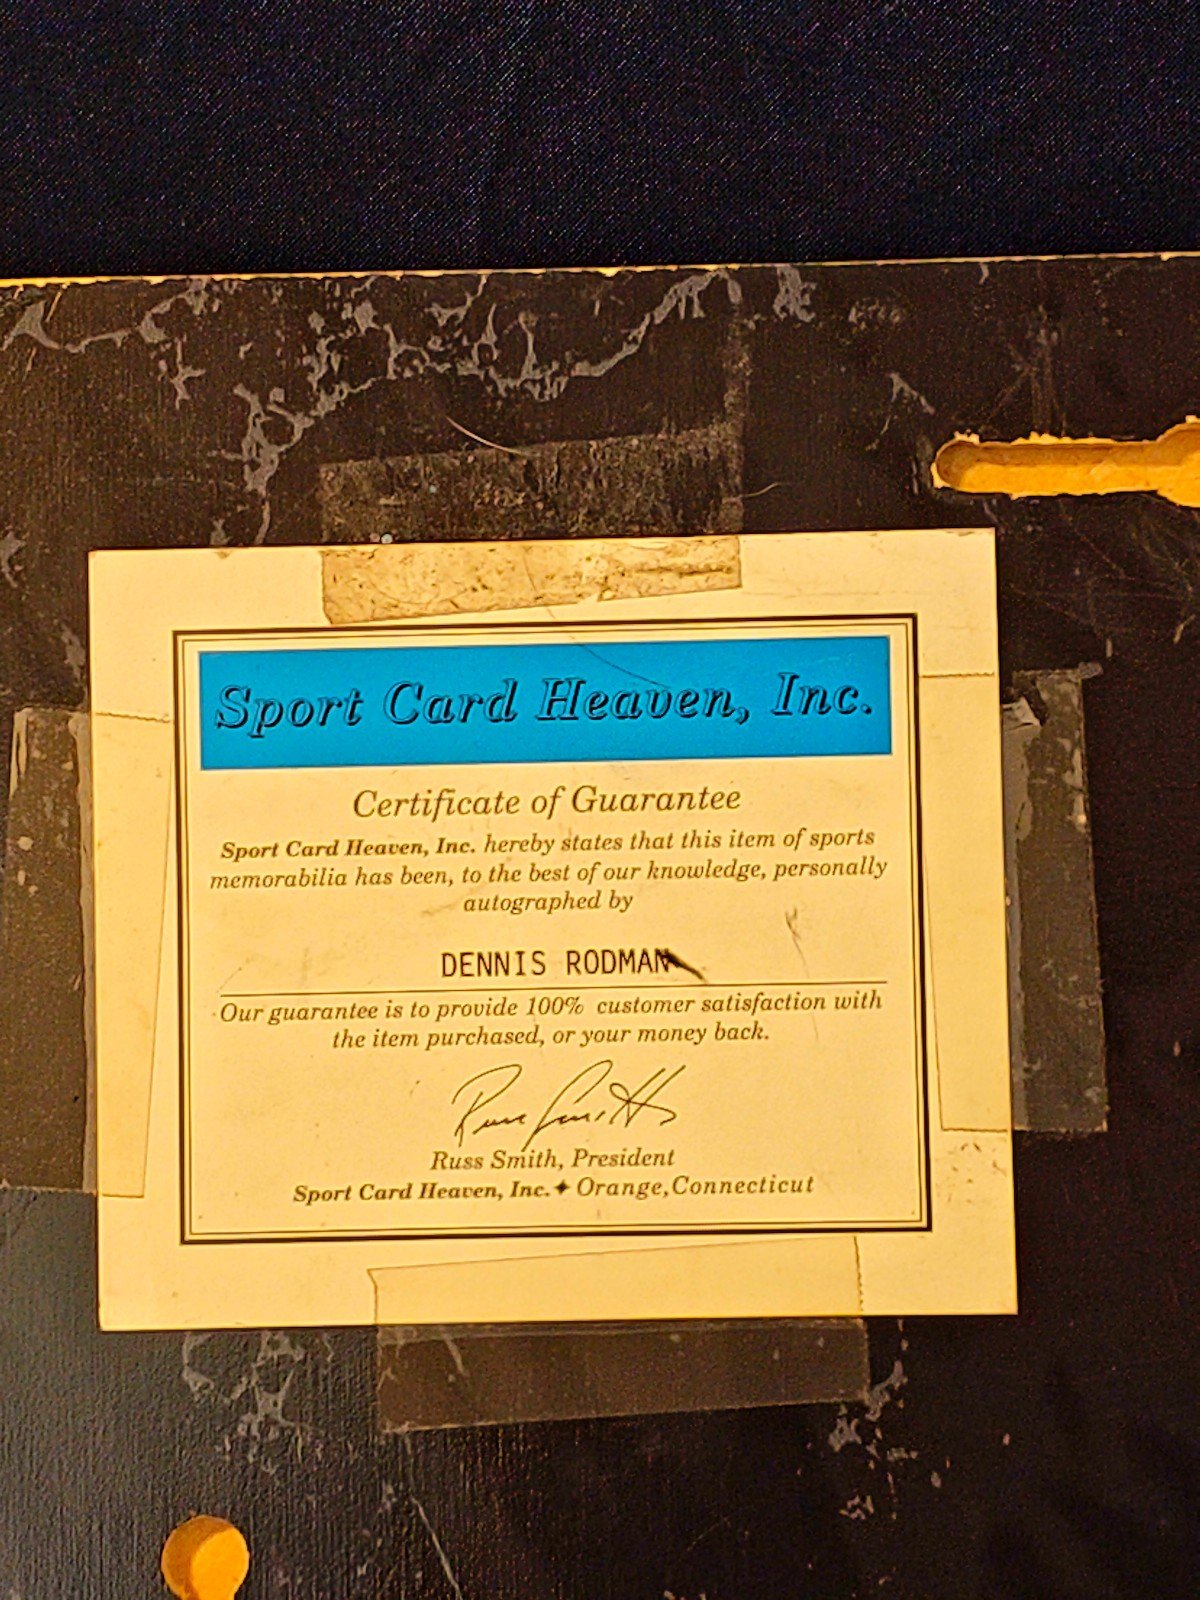 Sport Card Heaven, Inc.
Certificate of Guarantee
Sport Card Heaven, Inc. hereby states that this item of sports
memorabilia has been, to the best of our knowledge, personally
autographed by
DENNIS RODMAN
Our guarantee is to provide 100% customer satisfaction with
the item purchased, or your money back.
Russ Smith
Russ Smith, President
Sport Card Heaven, Inc. ✦ Orange, Connecticut